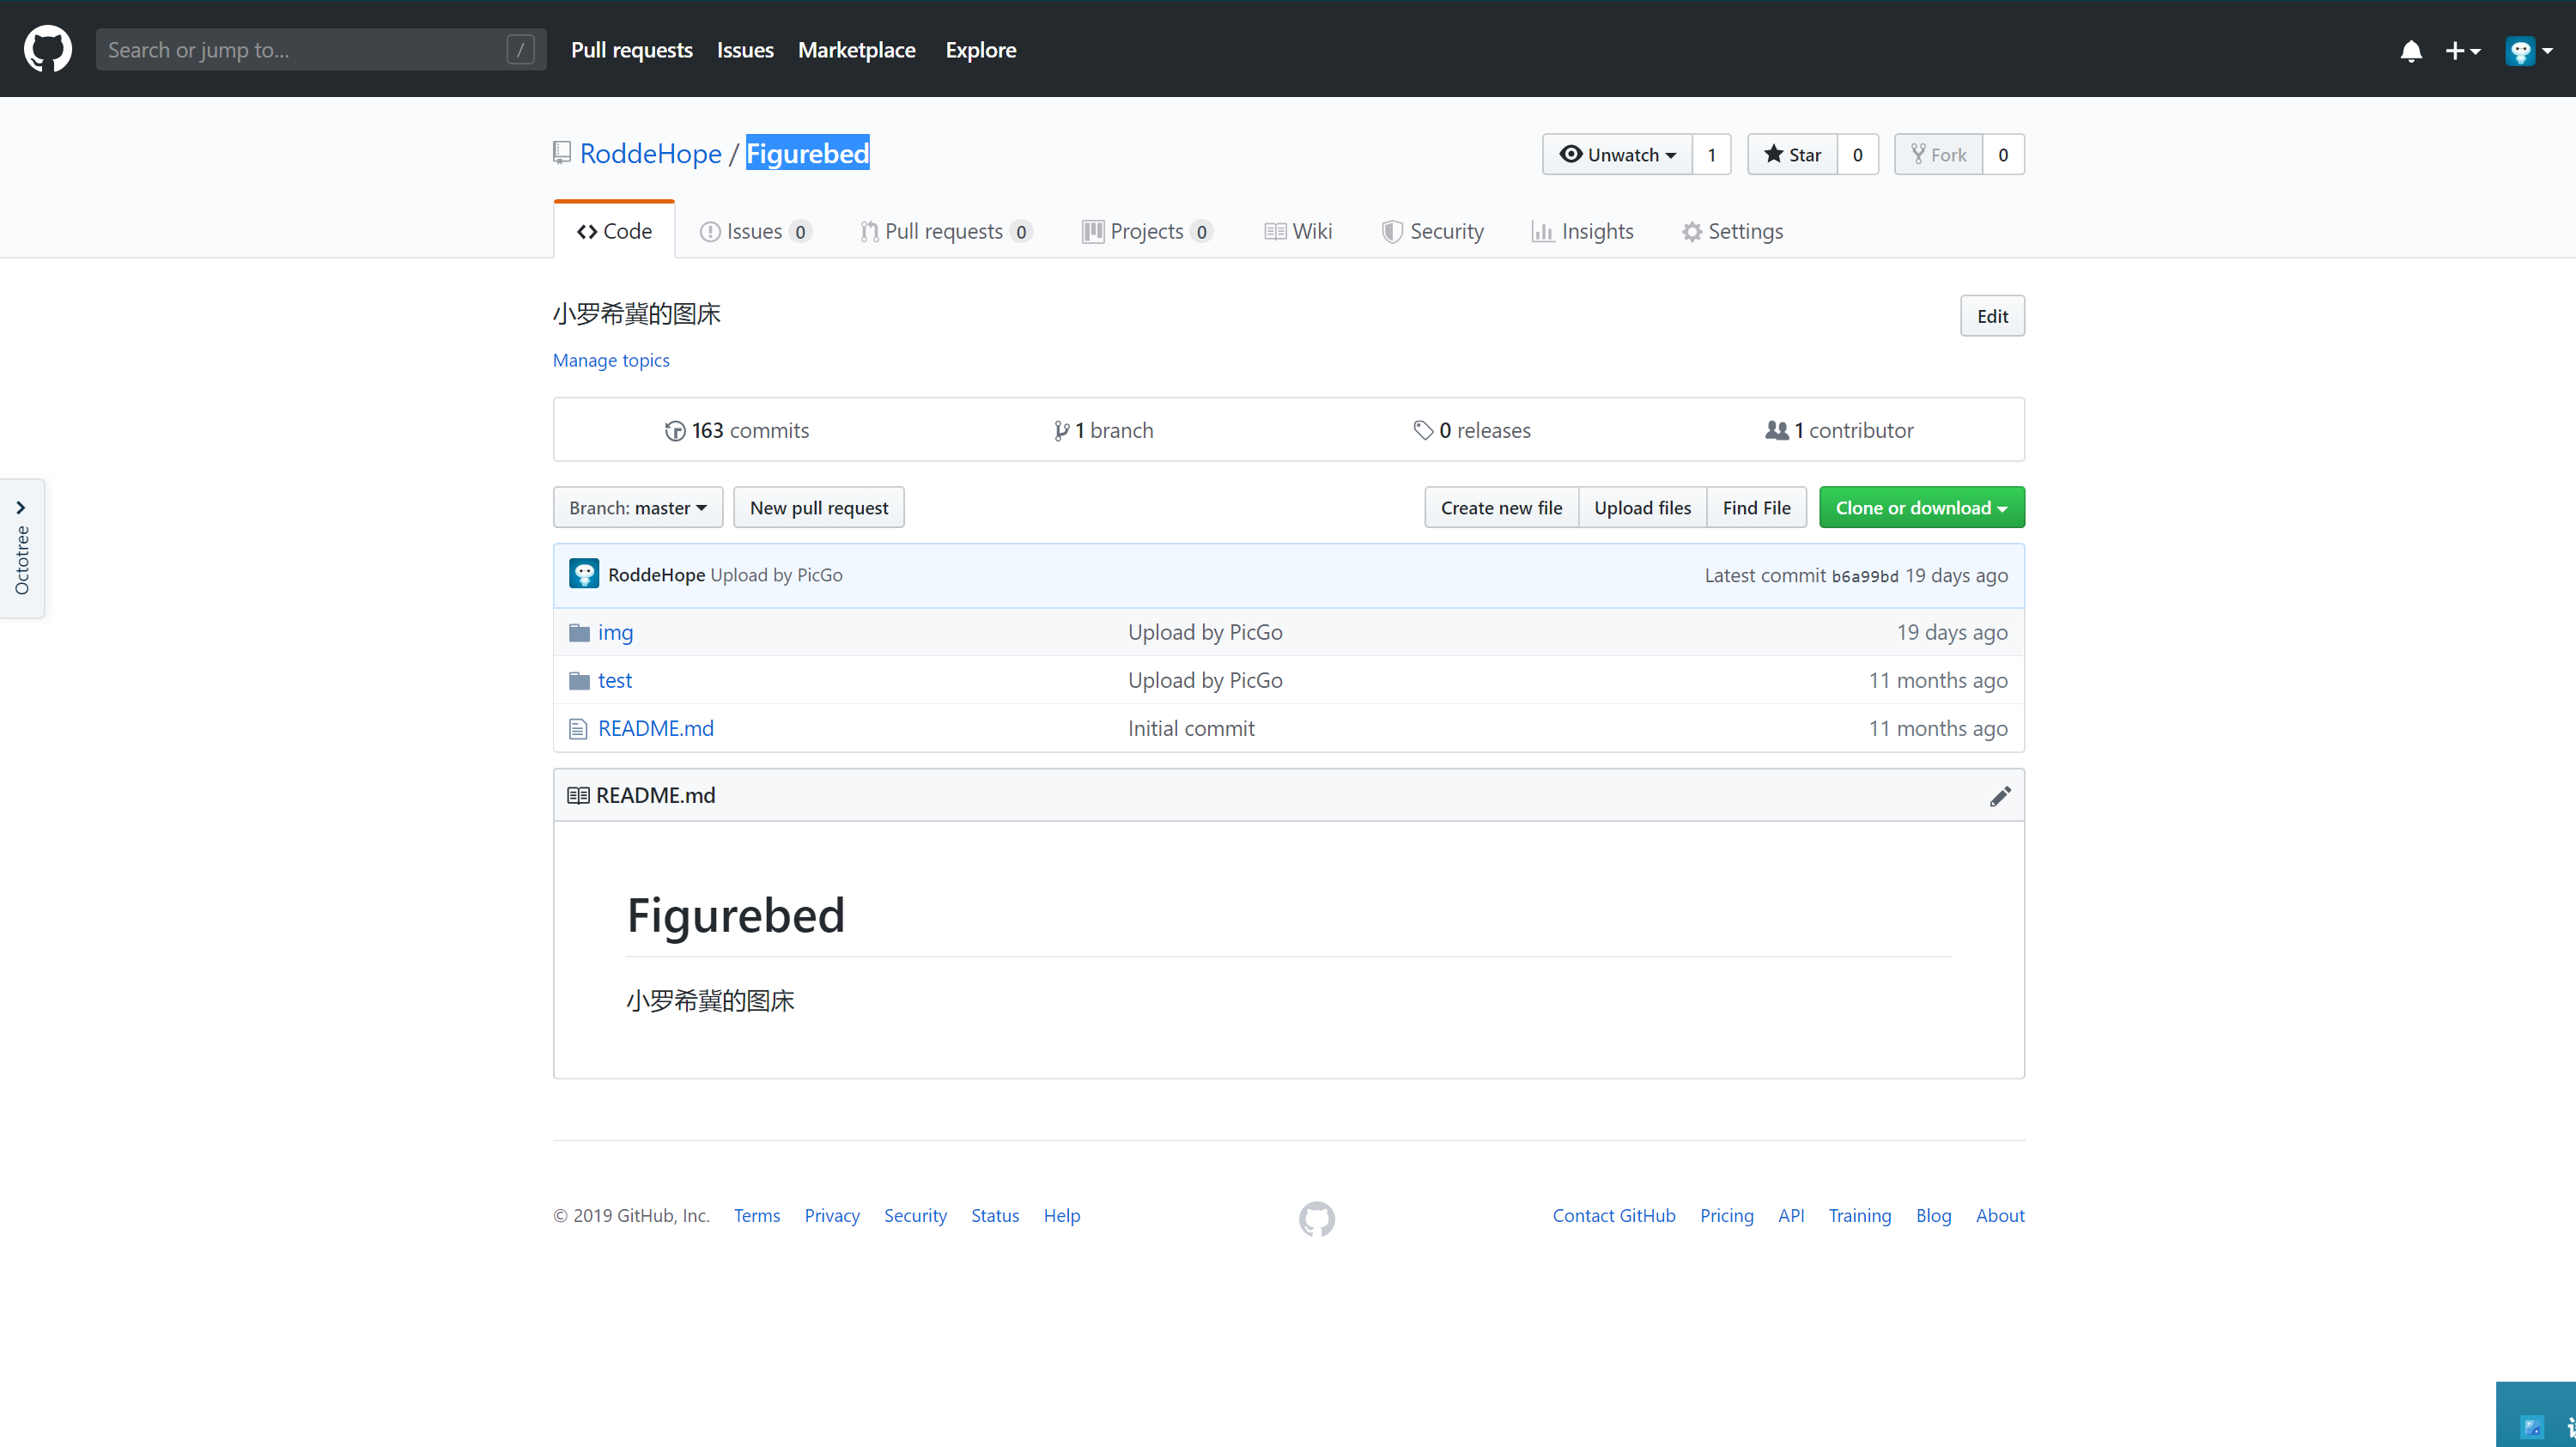 Search or jump to... / Pull requests Issues Marketplace Explore
RoddeHope / Figurebed Unwatch 1 Star 0 Fork 0
Code Issues 0 Pull requests 0 Projects 0 Wiki Security Insights Settings
小罗希冀的图床 Edit
Manage topics
163 commits 1 branch 0 releases 1 contributor
Branch: master New pull request Create new file Upload files Find File Clone or download
Octotree
RoddeHope Upload by PicGo Latest commit b6a99bd 19 days ago
img Upload by PicGo 19 days ago
test Upload by PicGo 11 months ago
README.md Initial commit 11 months ago
README.md
Figurebed
小罗希冀的图床
© 2019 GitHub, Inc. Terms Privacy Security Status Help Contact GitHub Pricing API Training Blog About